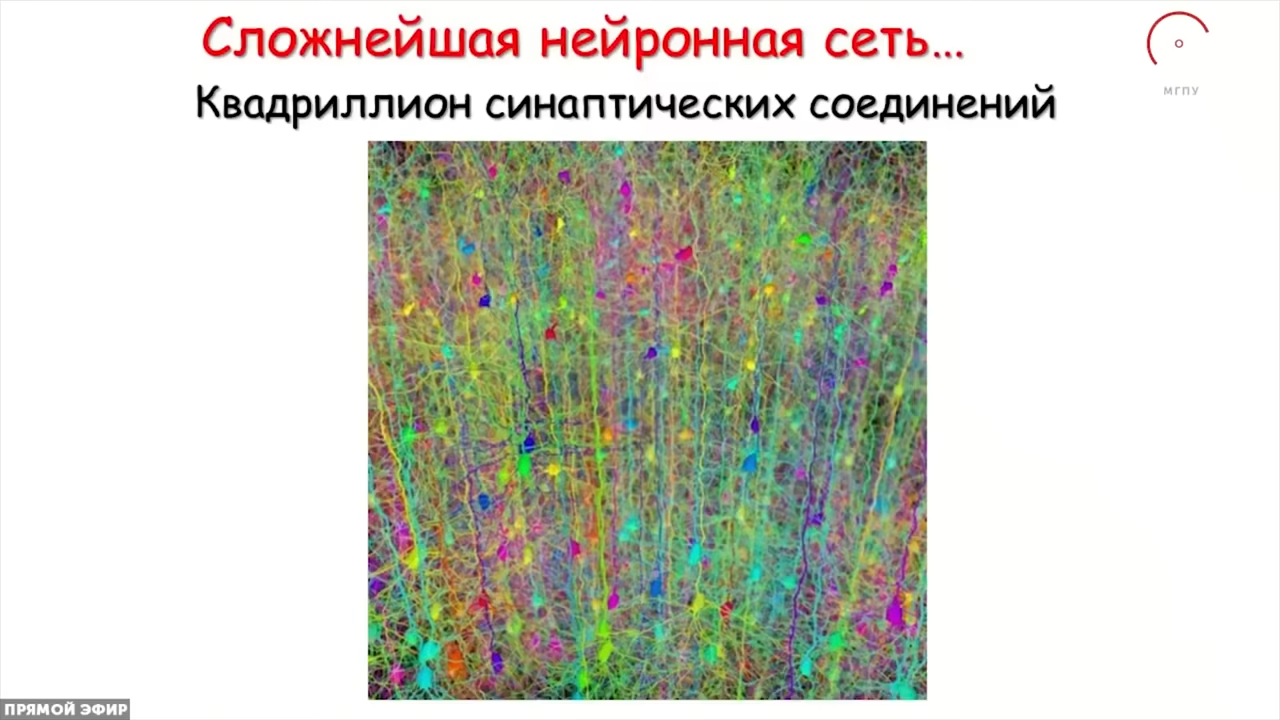 Сложнейшая нейронная сеть...
Квадриллион синаптических соединений
МГПУ
ПРЯМОЙ ЭФИР